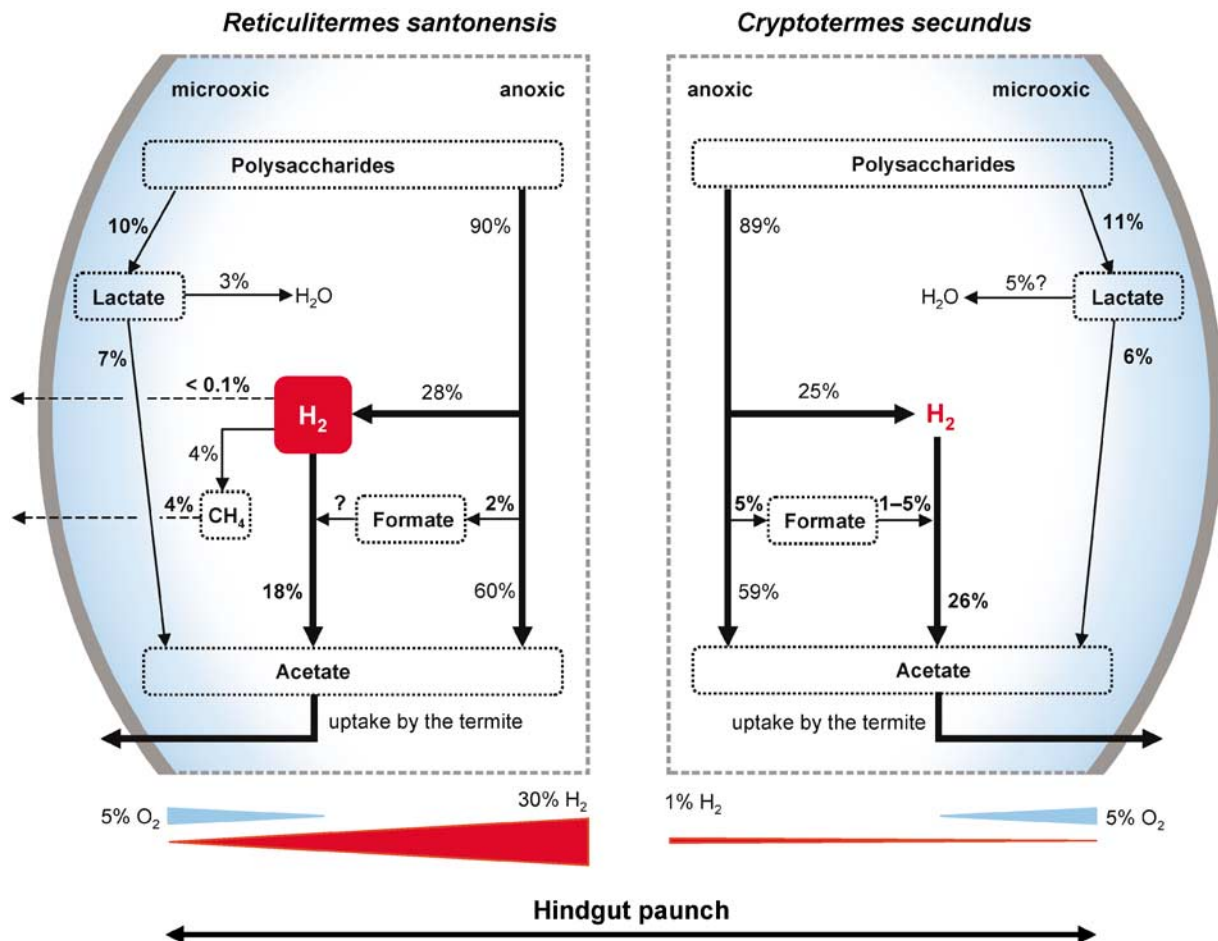 Reticulitermes santonensis
Cryptotermes secundus
microoxic
anoxic
anoxic
microoxic
Polysaccharides
Polysaccharides
10%
90%
89%
11%
Lactate
3%
H₂O
H₂O
5%?
Lactate
7%
6%
< 0.1%
H₂
28%
25%
H₂
4%
4%
CH₄
?
Formate
2%
5%
Formate
1–5%
18%
60%
59%
26%
Acetate
Acetate
uptake by the termite
uptake by the termite
5% O₂
30% H₂
1% H₂
5% O₂
Hindgut paunch